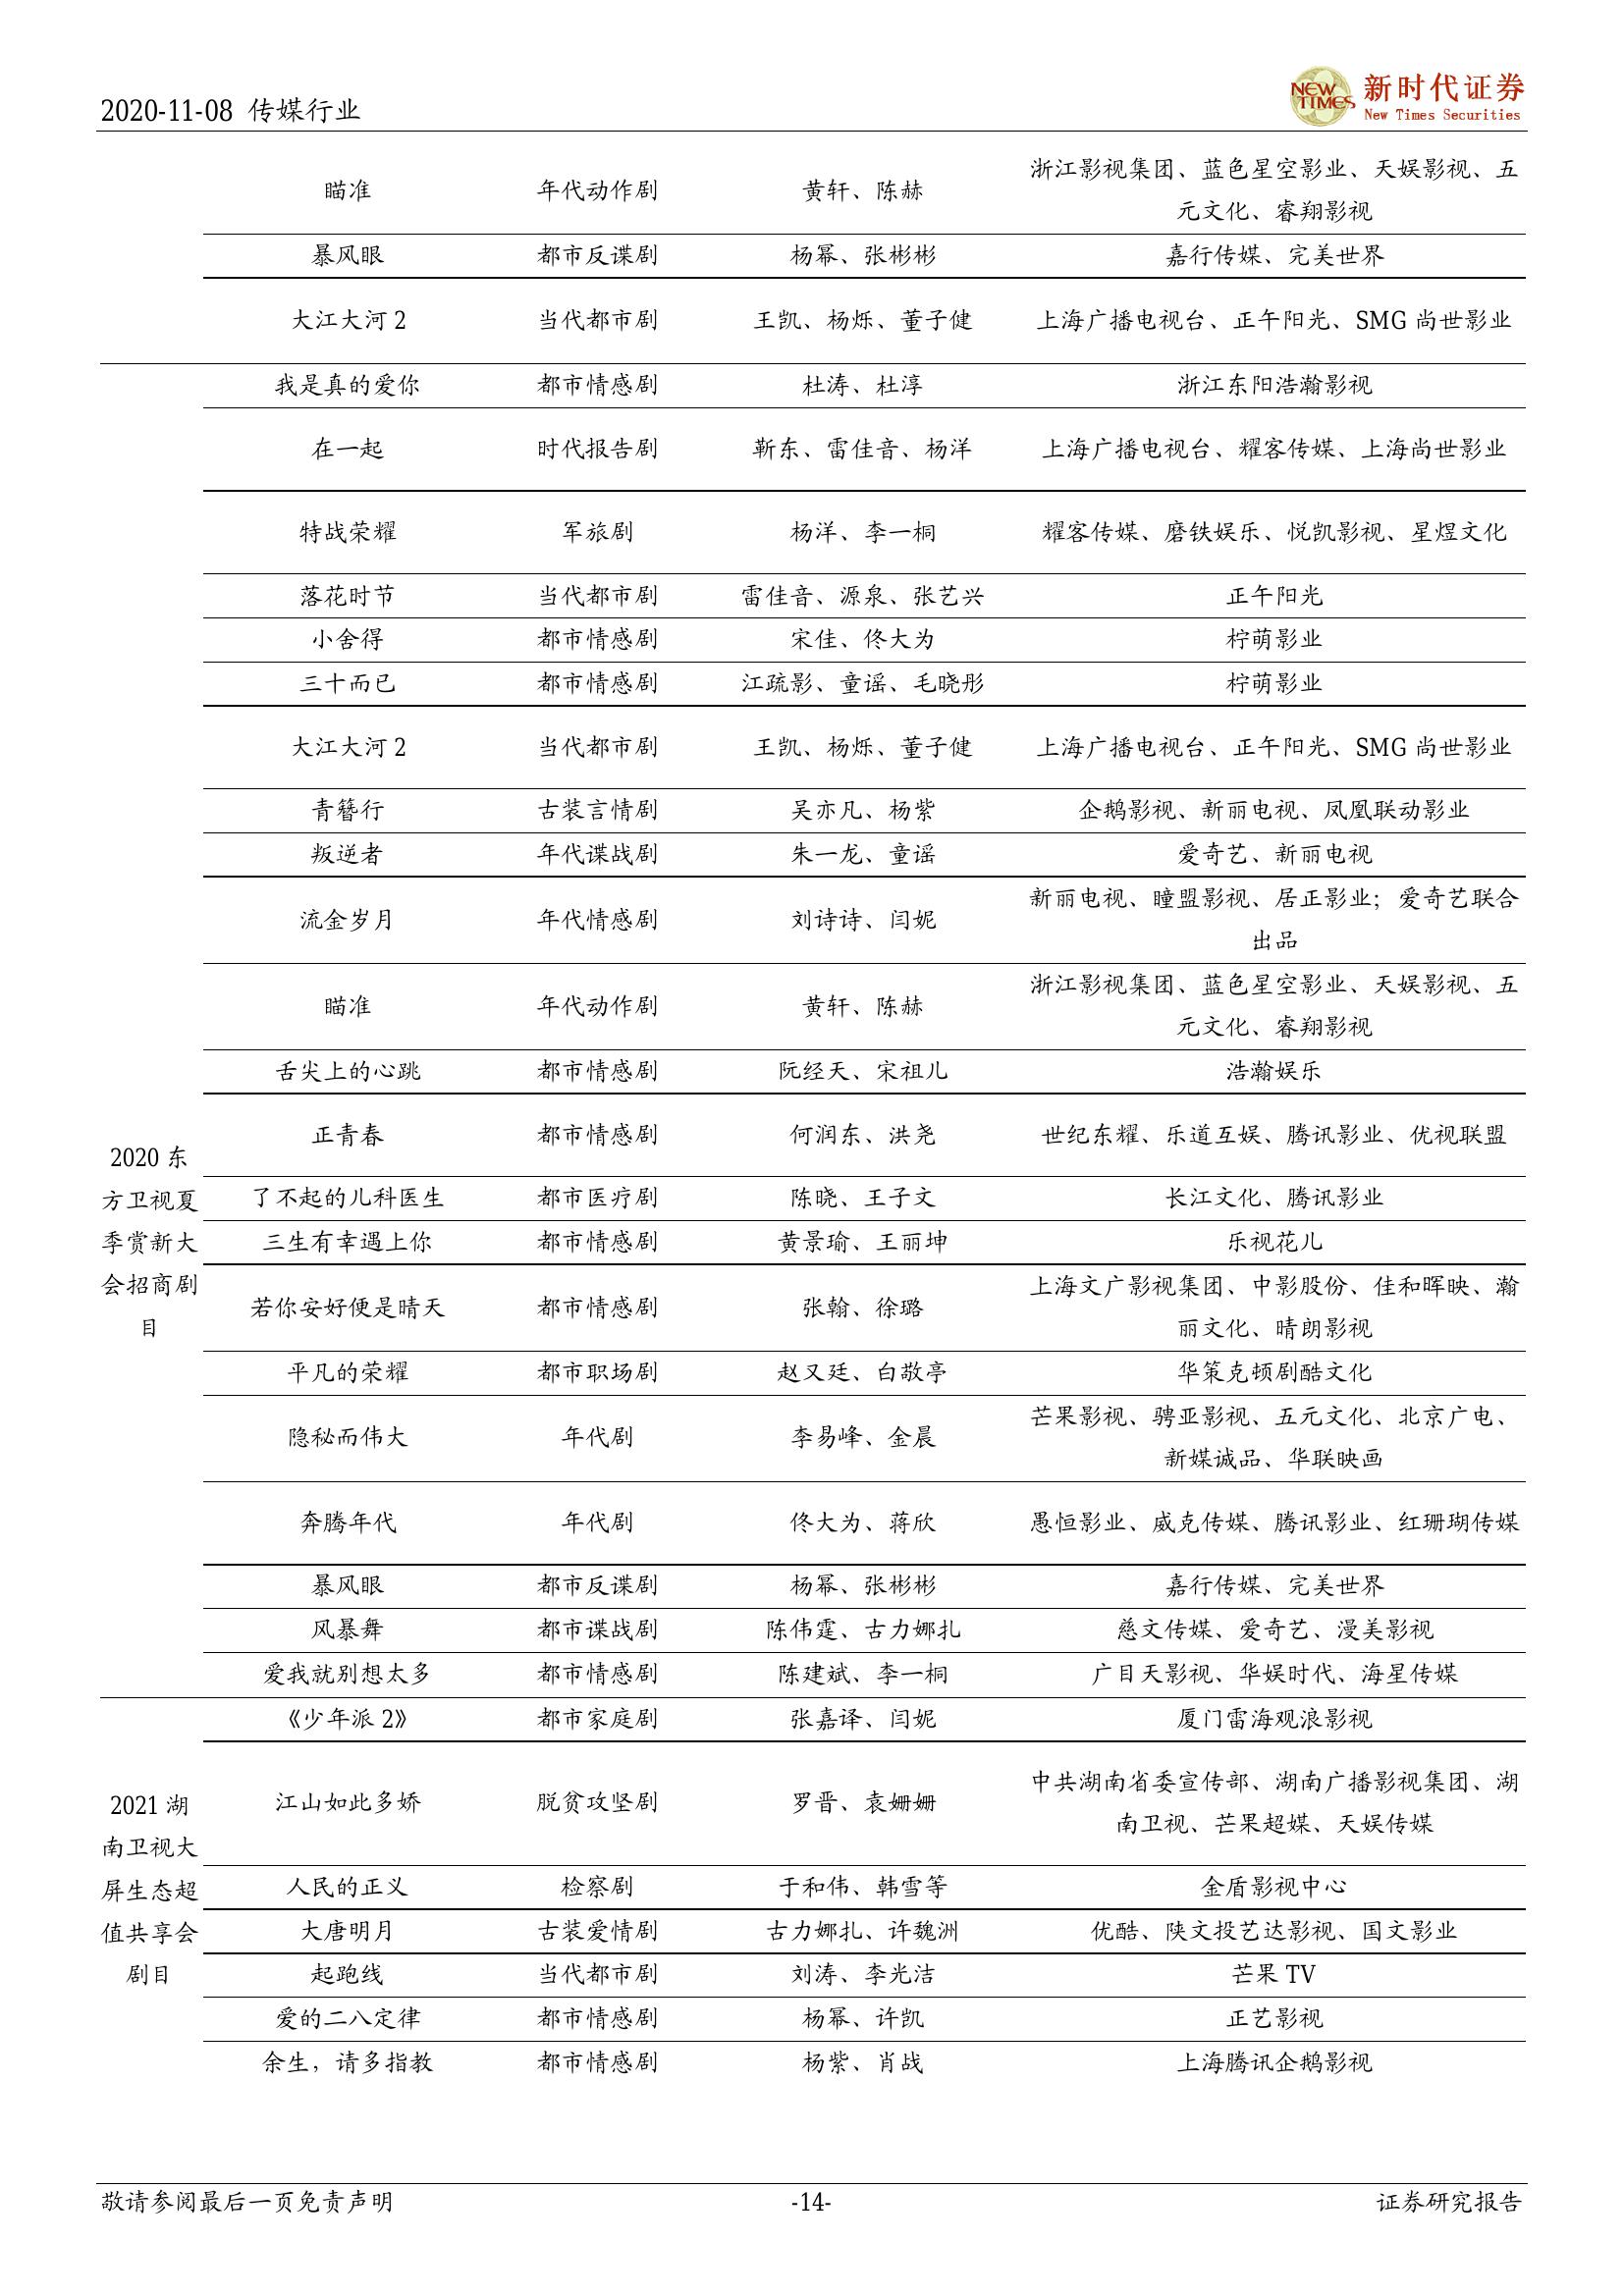 2020-11-08 传媒行业
NEW TIMES 新时代证券
New Times Securities
瞄准 年代动作剧 黄轩、陈赫 浙江影视集团、蓝色星空影业、天娱影视、五
元文化、睿翔影视
暴风眼 都市反谍剧 杨幂、张彬彬 嘉行传媒、完美世界
大江大河 2 当代都市剧 王凯、杨烁、董子健 上海广播电视台、正午阳光、SMG 尚世影业
我是真的爱你 都市情感剧 杜涛、杜淳 浙江东阳浩瀚影视
在一起 时代报告剧 靳东、雷佳音、杨洋 上海广播电视台、耀客传媒、上海尚世影业
特战荣耀 军旅剧 杨洋、李一桐 耀客传媒、磨铁娱乐、悦凯影视、星煜文化
落花时节 当代都市剧 雷佳音、源泉、张艺兴 正午阳光
小舍得 都市情感剧 宋佳、佟大为 柠萌影业
三十而已 都市情感剧 江疏影、童谣、毛晓彤 柠萌影业
大江大河 2 当代都市剧 王凯、杨烁、董子健 上海广播电视台、正午阳光、SMG 尚世影业
青簪行 古装言情剧 吴亦凡、杨紫 企鹅影视、新丽电视、凤凰联动影业
叛逆者 年代谍战剧 朱一龙、童谣 爱奇艺、新丽电视
流金岁月 年代情感剧 刘诗诗、闫妮 新丽电视、瞳盟影视、居正影业；爱奇艺联合
出品
瞄准 年代动作剧 黄轩、陈赫 浙江影视集团、蓝色星空影业、天娱影视、五
元文化、睿翔影视
舌尖上的心跳 都市情感剧 阮经天、宋祖儿 浩瀚娱乐
正青春 都市情感剧 何润东、洪尧 世纪东耀、乐道互娱、腾讯影业、优视联盟
2020 东
方卫视夏
季赏新大
会招商剧
目
了不起的儿科医生 都市医疗剧 陈晓、王子文 长江文化、腾讯影业
三生有幸遇上你 都市情感剧 黄景瑜、王丽坤 乐视花儿
若你安好便是晴天 都市情感剧 张翰、徐璐 上海文广影视集团、中影股份、佳和晖映、瀚
丽文化、晴朗影视
平凡的荣耀 都市职场剧 赵又廷、白敬亭 华策克顿剧酷文化
隐秘而伟大 年代剧 李易峰、金晨 芒果影视、骋亚影视、五元文化、北京广电、
新媒诚品、华联映画
奔腾年代 年代剧 佟大为、蒋欣 愚恒影业、威克传媒、腾讯影业、红珊瑚传媒
暴风眼 都市反谍剧 杨幂、张彬彬 嘉行传媒、完美世界
风暴舞 都市谍战剧 陈伟霆、古力娜扎 慈文传媒、爱奇艺、漫美影视
爱我就别想太多 都市情感剧 陈建斌、李一桐 广目天影视、华娱时代、海星传媒
《少年派 2》 都市家庭剧 张嘉译、闫妮 厦门雷海观浪影视
江山如此多娇 脱贫攻坚剧 罗晋、袁姗姗 中共湖南省委宣传部、湖南广播影视集团、湖
南卫视、芒果超媒、天娱传媒
2021 湖
南卫视大
屏生态超
值共享会
剧目
人民的正义 检察剧 于和伟、韩雪等 金盾影视中心
大唐明月 古装爱情剧 古力娜扎、许魏洲 优酷、陕文投艺达影视、国文影业
起跑线 当代都市剧 刘涛、李光洁 芒果 TV
爱的二八定律 都市情感剧 杨幂、许凯 正艺影视
余生，请多指教 都市情感剧 杨紫、肖战 上海腾讯企鹅影视
敬请参阅最后一页免责声明 -14- 证券研究报告